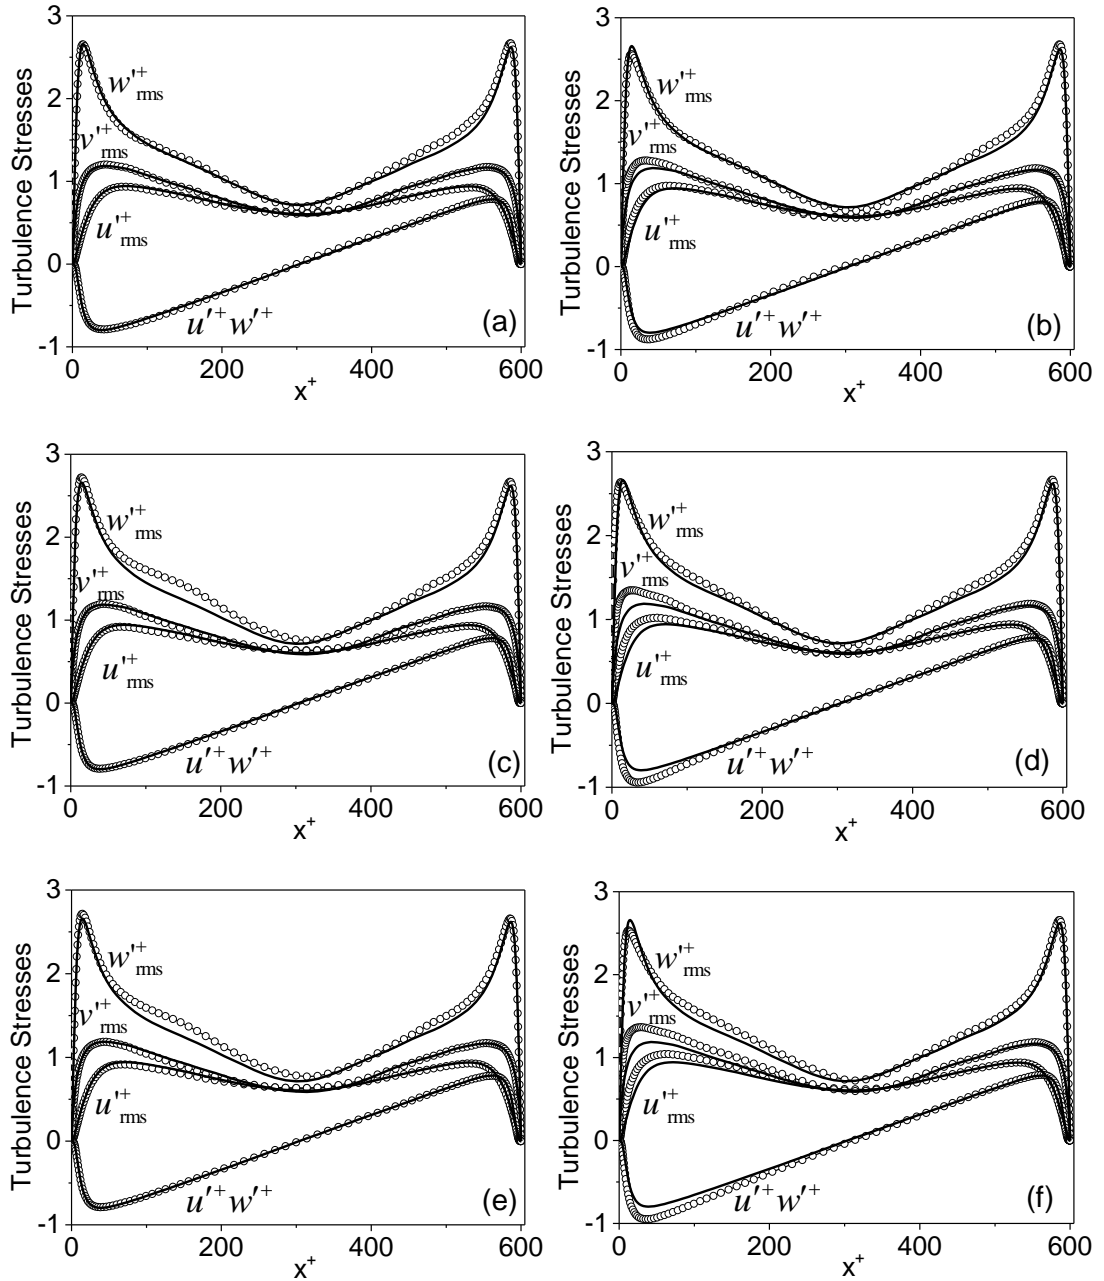 3
2
1
0
-1
Turbulence Stresses
w'+rms
v'+rms
u'+rms
u'+w'+
(a)
0 200 400 600
x+
3
2
1
0
-1
Turbulence Stresses
w'+rms
v'+rms
u'+rms
u'+w'+
(b)
0 200 400 600
x+
3
2
1
0
-1
Turbulence Stresses
w'+rms
v'+rms
u'+rms
u'+w'+
(c)
0 200 400 600
x+
3
2
1
0
-1
Turbulence Stresses
w'+rms
v'+rms
u'+rms
u'+w'+
(d)
0 200 400 600
x+
3
2
1
0
-1
Turbulence Stresses
w'+rms
v'+rms
u'+rms
u'+w'+
(e)
0 200 400 600
x+
3
2
1
0
-1
Turbulence Stresses
w'+rms
v'+rms
u'+rms
u'+w'+
(f)
0 200 400 600
x+